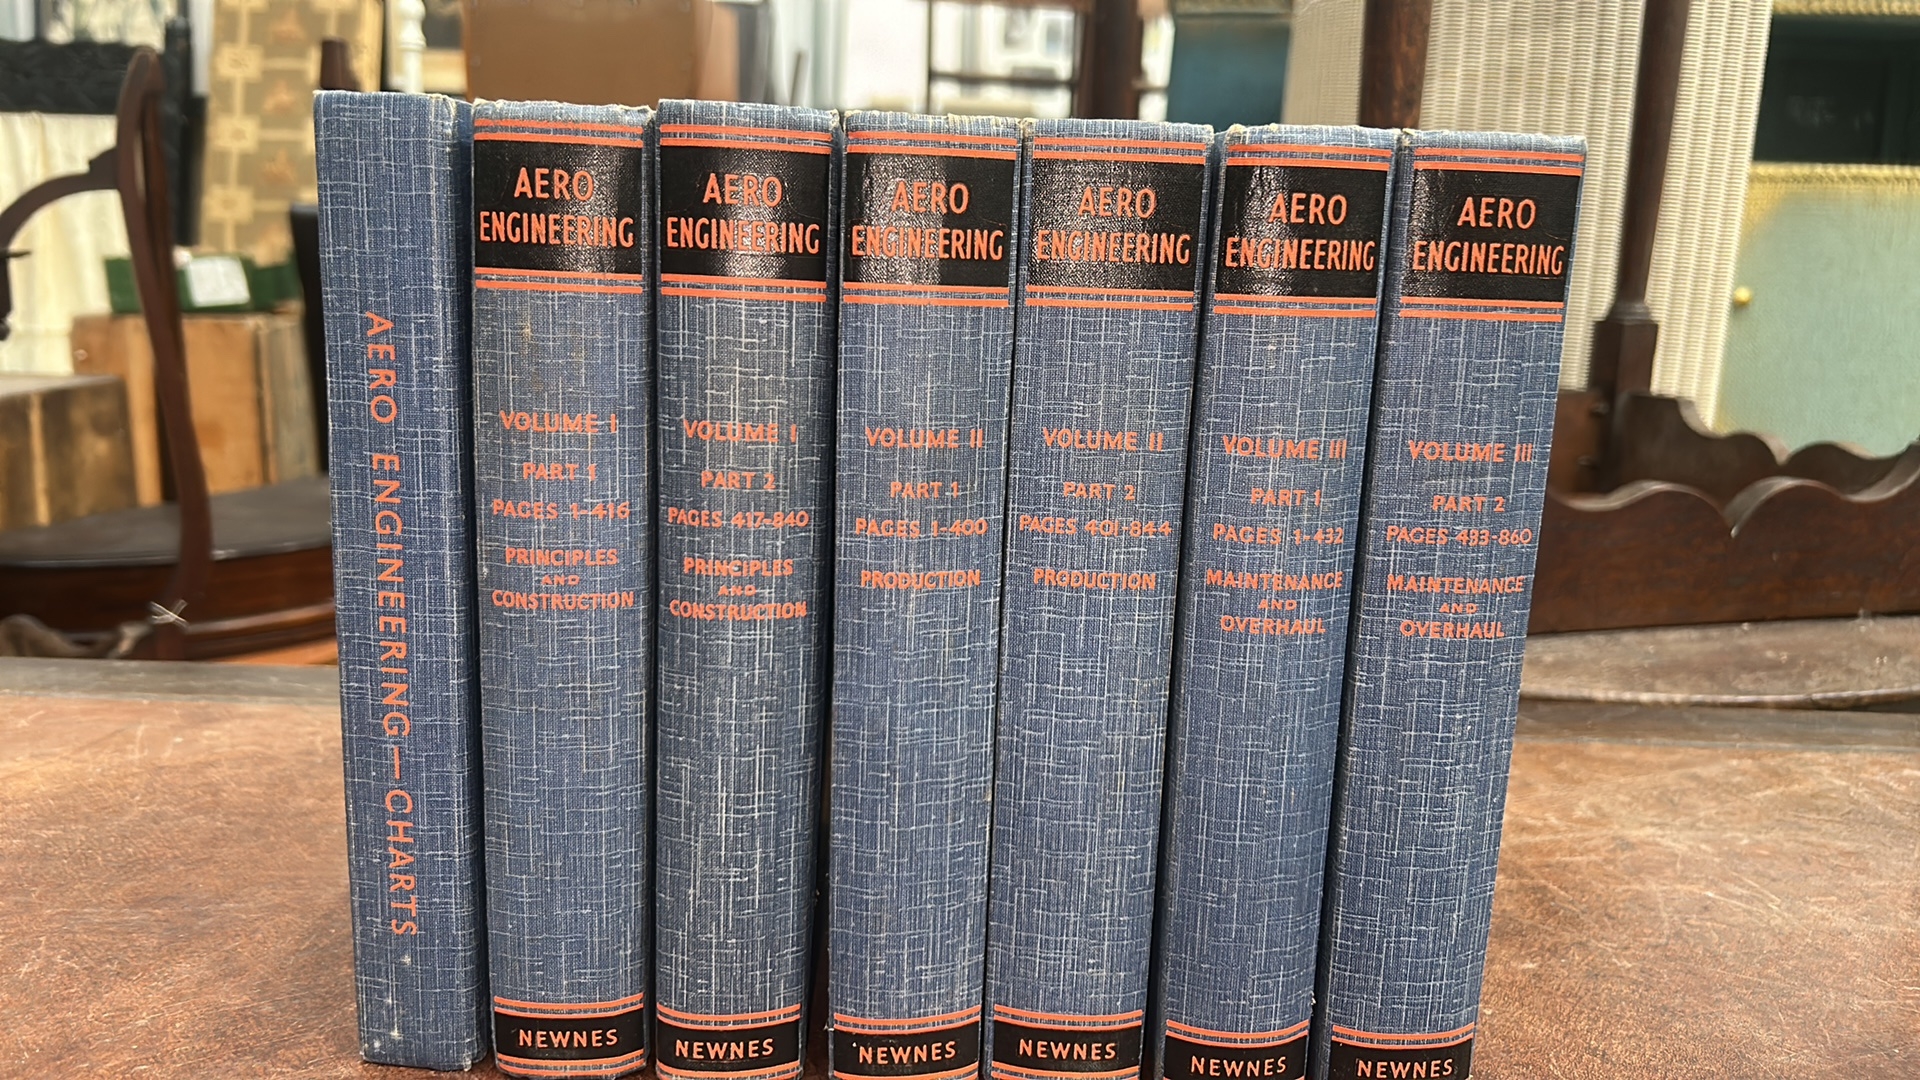 AERO ENGINEERING—CHARTS
AERO
ENGINEERING
VOLUME I
PART 1
PAGES 1-416
PRINCIPLES
AND
CONSTRUCTION
NEWNES
AERO
ENGINEERING
VOLUME I
PART 2
PAGES 417-840
PRINCIPLES
AND
CONSTRUCTION
NEWNES
AERO
ENGINEERING
VOLUME II
PART 1
PAGES 1-400
PRODUCTION
NEWNES
AERO
ENGINEERING
VOLUME II
PART 2
PAGES 401-844
PRODUCTION
NEWNES
AERO
ENGINEERING
VOLUME III
PART 1
PAGES 1-432
MAINTENANCE
AND
OVERHAUL
NEWNES
AERO
ENGINEERING
VOLUME III
PART 2
PAGES 433-860
MAINTENANCE
AND
OVERHAUL
NEWNES